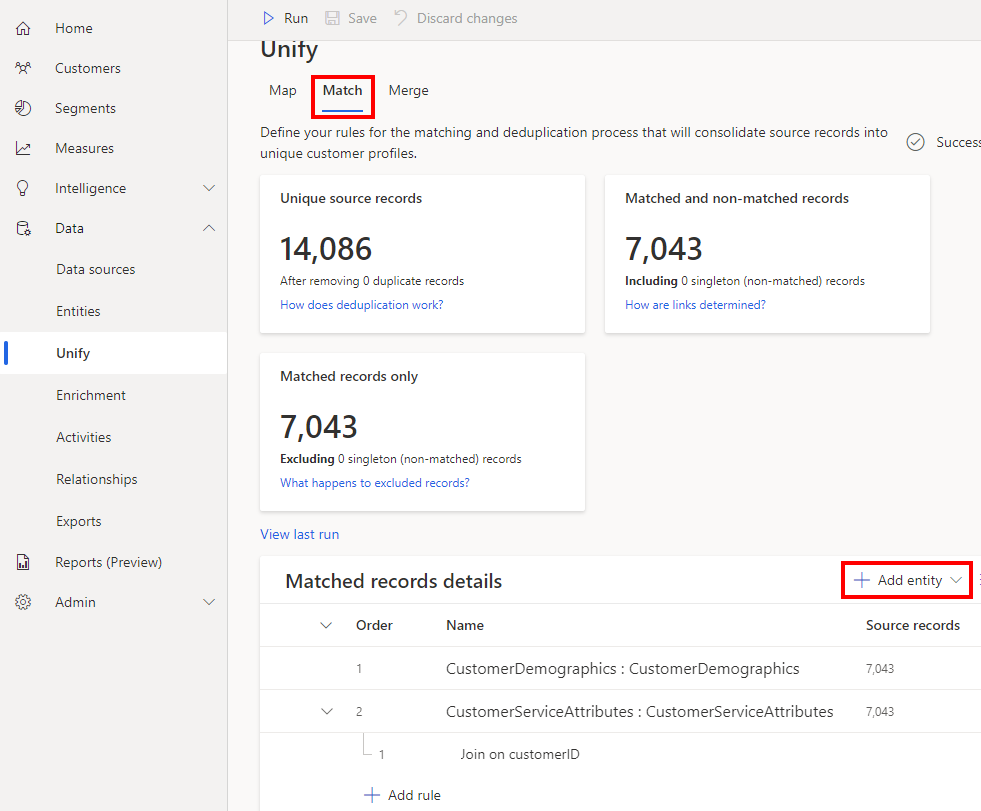 Home
Customers
Segments
Measures
Intelligence
Data
Data sources
Entities
Unify
Enrichment
Activities
Relationships
Exports
Reports (Preview)
Admin
Run Save Discard changes
Unify
Map Match Merge
Define your rules for the matching and deduplication process that will consolidate source records into
unique customer profiles.
Success
Unique source records
14,086
After removing 0 duplicate records
How does deduplication work?
Matched and non-matched records
7,043
Including 0 singleton (non-matched) records
How are links determined?
Matched records only
7,043
Excluding 0 singleton (non-matched) records
What happens to excluded records?
View last run
Matched records details
Add entity
Order Name Source records
1 CustomerDemographics : CustomerDemographics 7,043
2 CustomerServiceAttributes : CustomerServiceAttributes 7,043
1 Join on customerID
Add rule